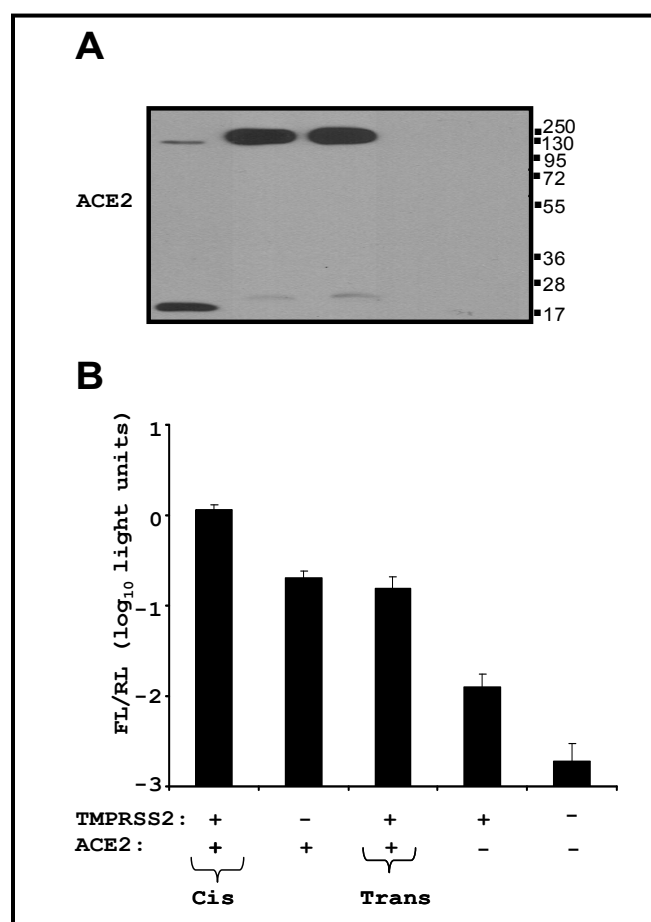 A
ACE2
250
130
95
72
55
36
28
17
B
FL/RL (log₁₀ light units)
1
0
-1
-2
-3
TMPRSS2: + - + + -
ACE2: + + + - -
Cis Trans